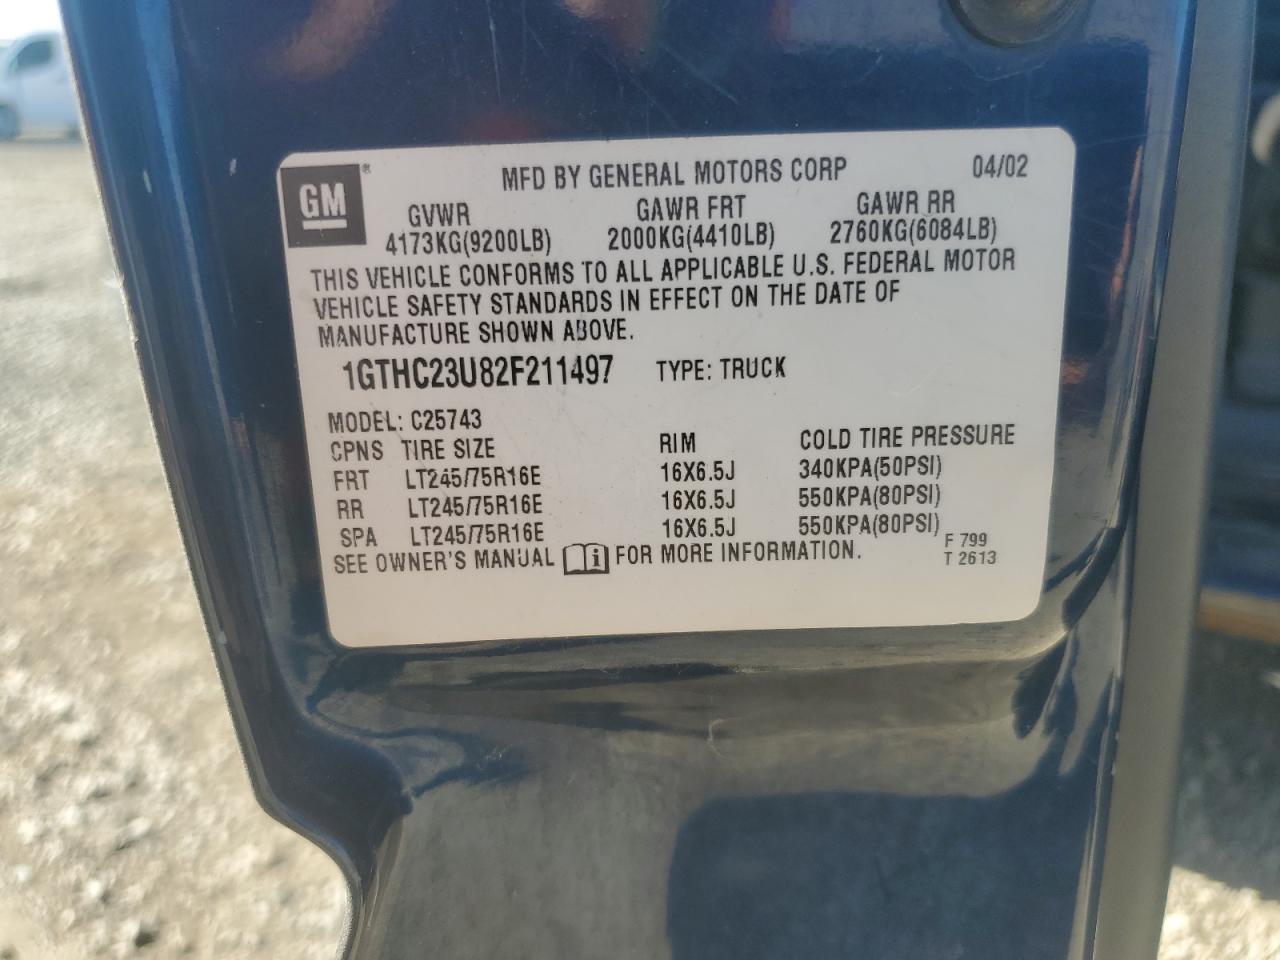 GM®
MFD BY GENERAL MOTORS CORP 04/02
GVWR GAWR FRT GAWR RR
4173KG(9200LB) 2000KG(4410LB) 2760KG(6084LB)
THIS VEHICLE CONFORMS TO ALL APPLICABLE U.S. FEDERAL MOTOR
VEHICLE SAFETY STANDARDS IN EFFECT ON THE DATE OF
MANUFACTURE SHOWN ABOVE.
1GTHC23U82F211497 TYPE: TRUCK
MODEL: C25743
CPNS TIRE SIZE RIM COLD TIRE PRESSURE
FRT LT245/75R16E 16X6.5J 340KPA(50PSI)
RR LT245/75R16E 16X6.5J 550KPA(80PSI)
SPA LT245/75R16E 16X6.5J 550KPA(80PSI)
SEE OWNER'S MANUAL i FOR MORE INFORMATION.
F 799
T 2613